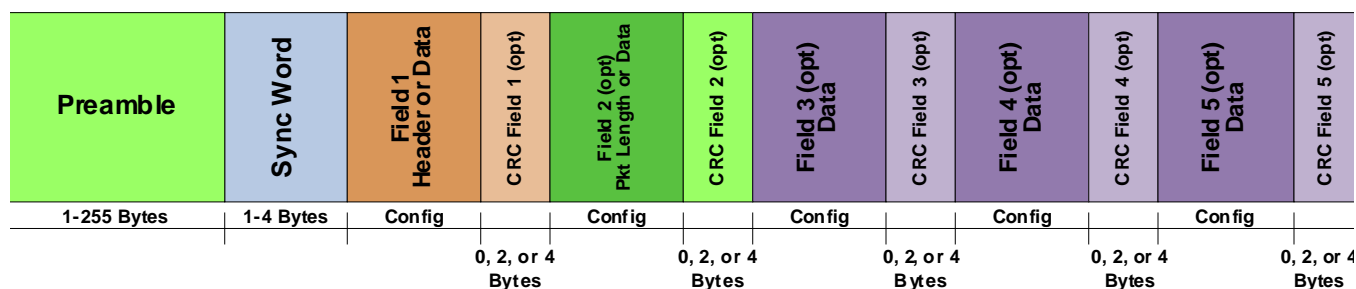 Preamble
Sync Word
Field 1
Header or Data
CRC Field 1 (opt)
Field 2 (opt)
Pkt Length or Data
CRC Field 2 (opt)
Field 3 (opt)
Data
CRC Field 3 (opt)
Field 4 (opt)
Data
CRC Field 4 (opt)
Field 5 (opt)
Data
CRC Field 5 (opt)
1-255 Bytes
1-4 Bytes
Config
Config
Config
Config
Config
0, 2, or 4
Bytes
0, 2, or 4
Bytes
0, 2, or 4
Bytes
0, 2, or 4
Bytes
0, 2, or 4
Bytes